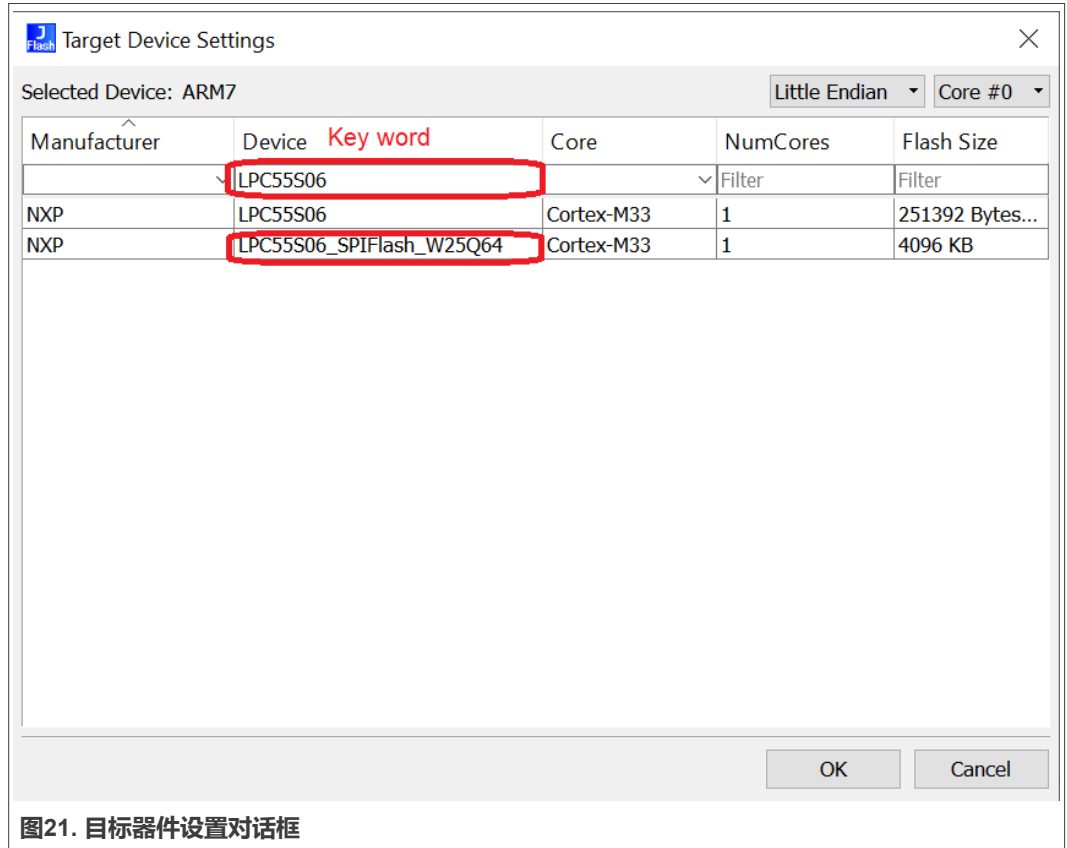 J
Flash Target Device Settings
Selected Device: ARM7 Little Endian Core #0
Manufacturer Device Key word Core NumCores Flash Size
LPC55S06 Filter Filter
NXP LPC55S06 Cortex-M33 1 251392 Bytes...
NXP LPC55S06_SPIFlash_W25Q64 Cortex-M33 1 4096 KB
OK Cancel
图21. 目标器件设置对话框